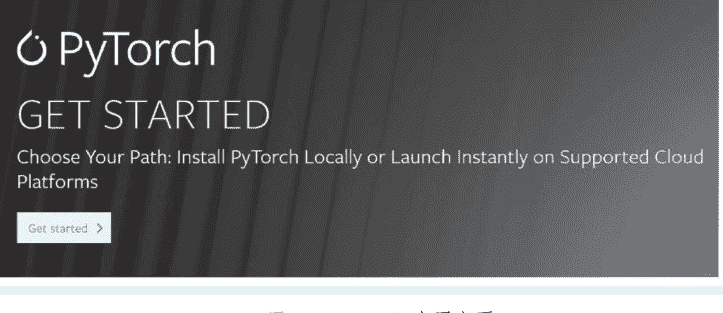 PyTorch
GET STARTED
Choose Your Path: Install PyTorch Locally or Launch Instantly on Supported Cloud
Platforms
Get started >